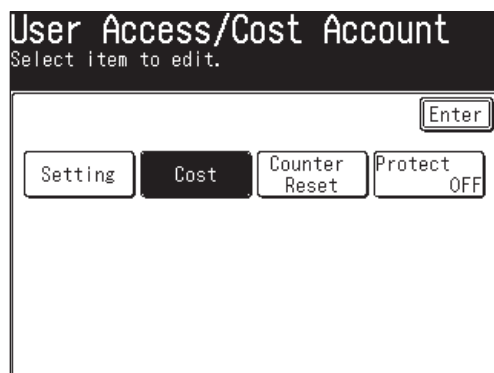 User Access/Cost Account
Select item to edit.
Enter
Setting
Cost
Counter
Reset
Protect
OFF